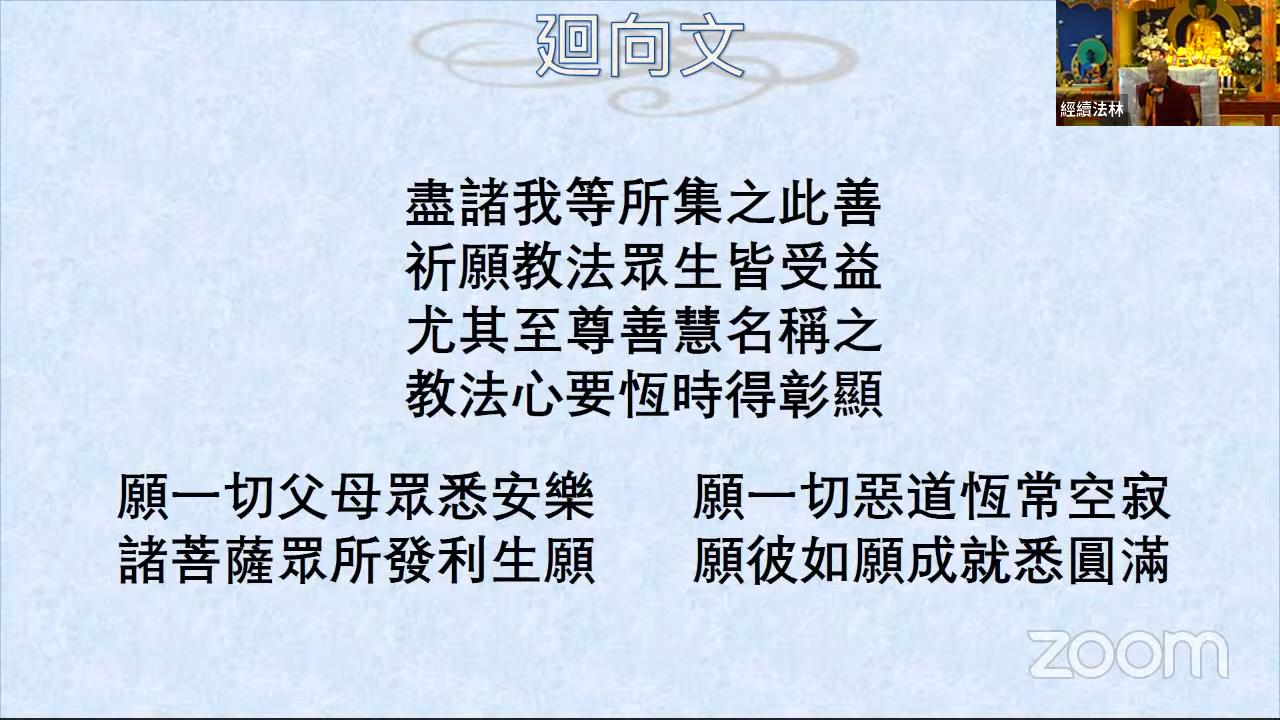 廻向文
經續法林
盡諸我等所集之此善
祈願教法眾生皆受益
尤其至尊善慧名稱之
教法心要恆時得彰顯
願一切父母眾悉安樂 願一切惡道恆常空寂
諸菩薩眾所發利生願 願彼如願成就悉圓滿
zoom